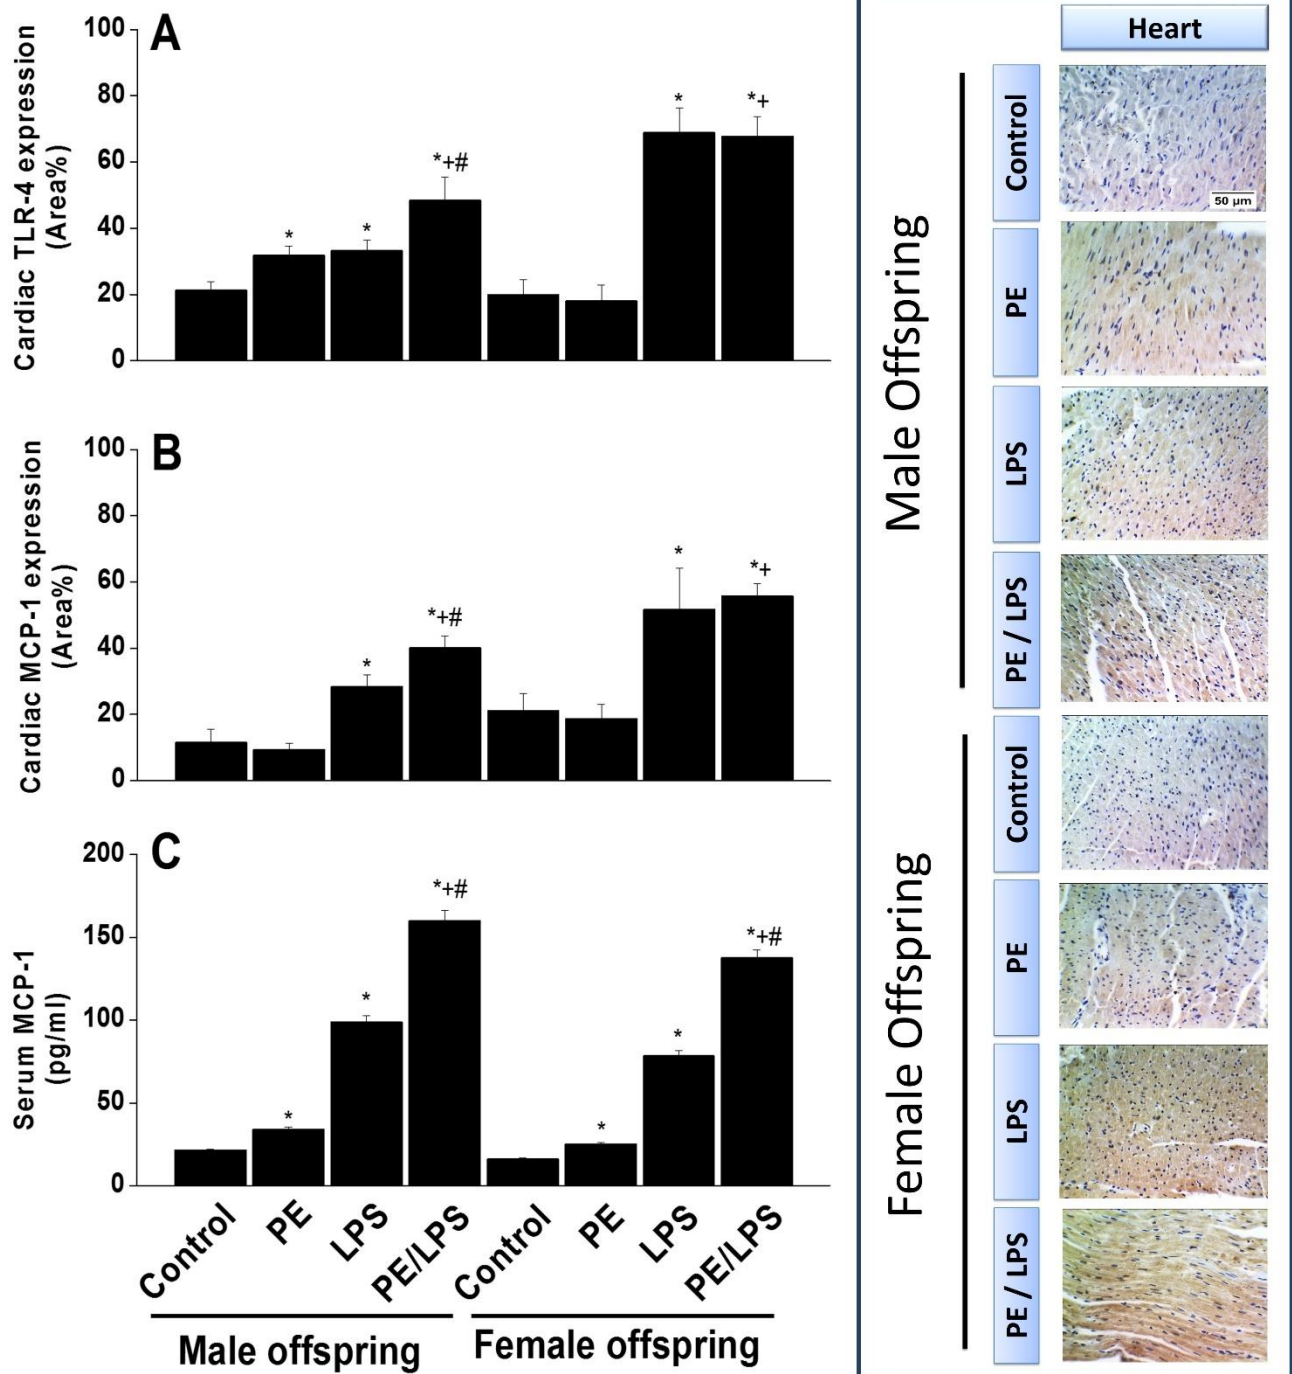 A
Cardiac TLR-4 expression
(Area%)
100
80
60
40
20
0
*
*
*+#
*
*+
B
Cardiac MCP-1 expression
(Area%)
100
80
60
40
20
0
*
*+#
*
*+
C
Serum MCP-1
(pg/ml)
200
150
100
50
0
*
*
*+#
*
*
*+#
Control
PE
LPS
PE/LPS
Control
PE
LPS
PE/LPS
Male offspring
Female offspring
Heart
Male Offspring
Control
50 µm
PE
LPS
PE / LPS
Female Offspring
Control
PE
LPS
PE / LPS